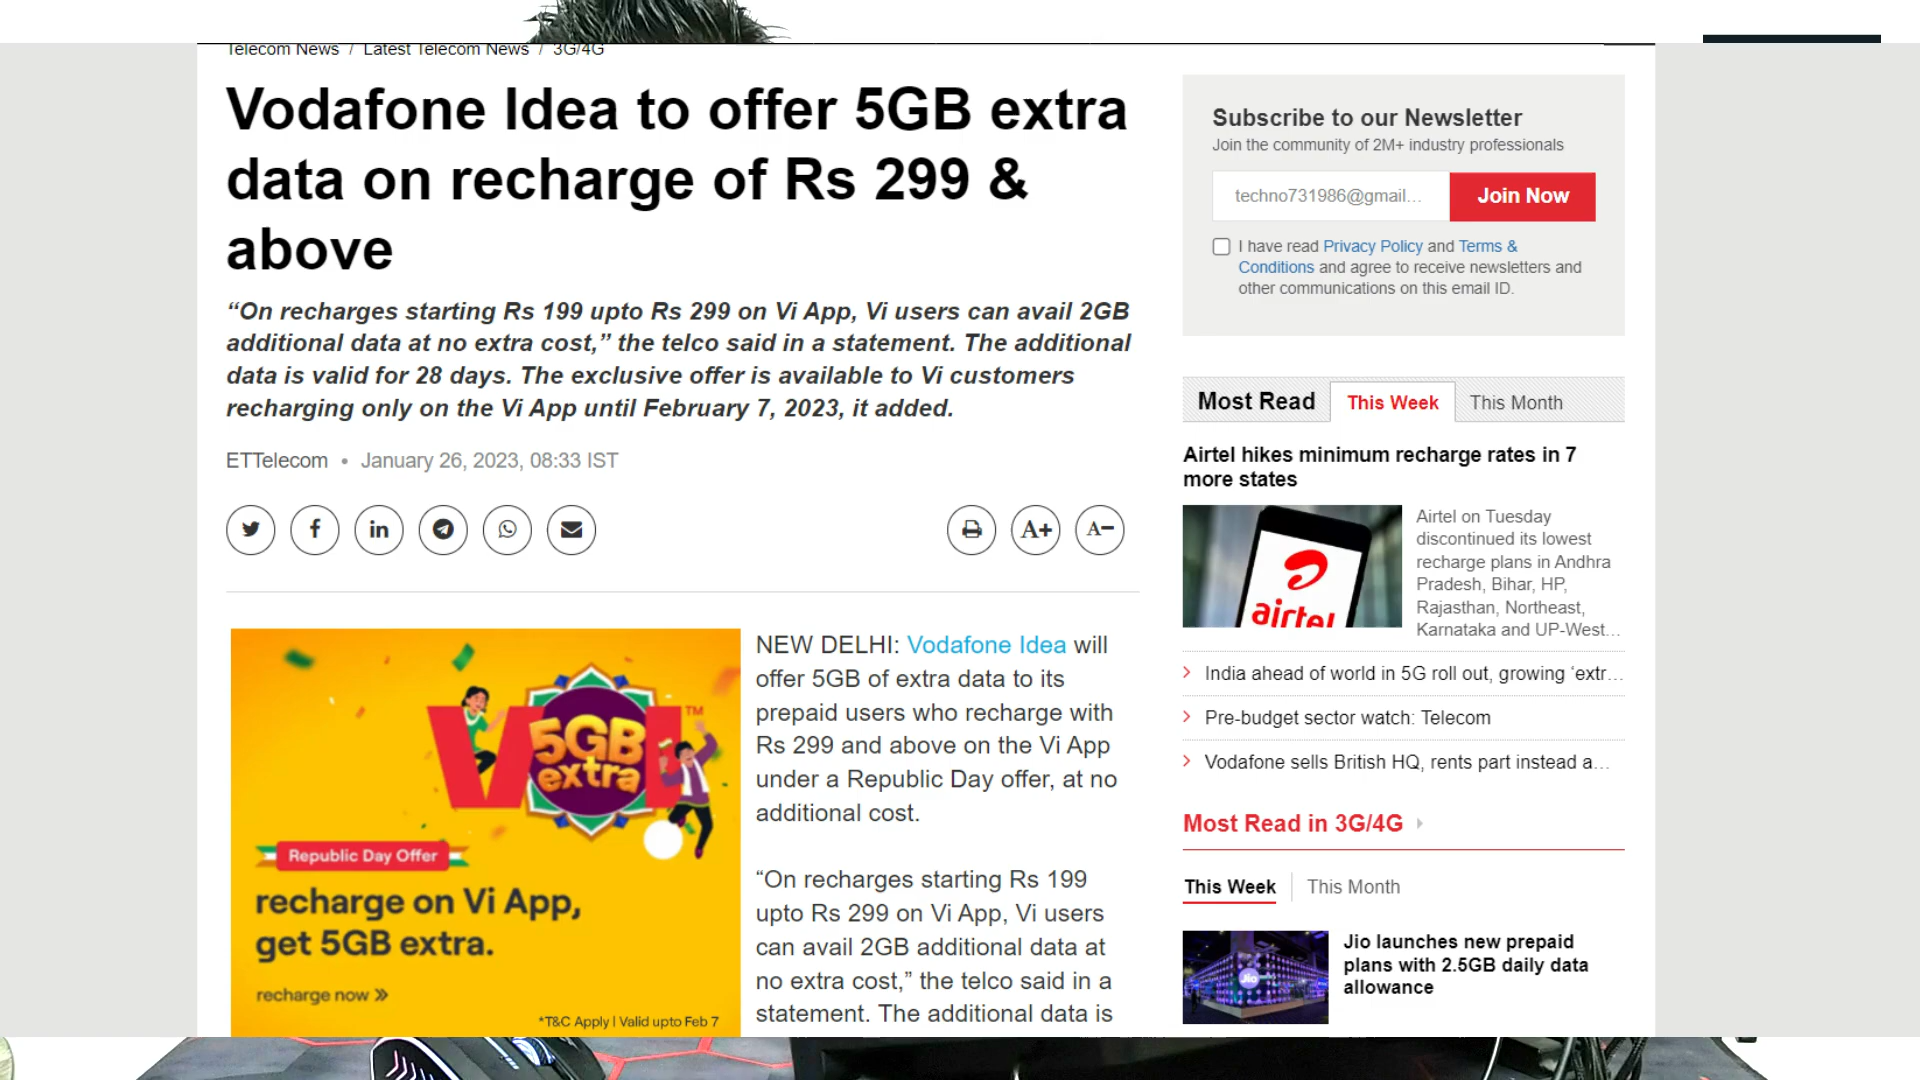 Telecom News / Latest Telecom News / 3G/4G
Vodafone Idea to offer 5GB extra
data on recharge of Rs 299 &
above
“On recharges starting Rs 199 upto Rs 299 on Vi App, Vi users can avail 2GB
additional data at no extra cost,” the telco said in a statement. The additional
data is valid for 28 days. The exclusive offer is available to Vi customers
recharging only on the Vi App until February 7, 2023, it added.
ETTelecom • January 26, 2023, 08:33 IST
A+
A−
VI
TM
5GB
extra
Republic Day Offer
recharge on Vi App,
get 5GB extra.
recharge now »
*T&C Apply | Valid upto Feb 7
NEW DELHI: Vodafone Idea will
offer 5GB of extra data to its
prepaid users who recharge with
Rs 299 and above on the Vi App
under a Republic Day offer, at no
additional cost.
“On recharges starting Rs 199
upto Rs 299 on Vi App, Vi users
can avail 2GB additional data at
no extra cost,” the telco said in a
statement. The additional data is
Subscribe to our Newsletter
Join the community of 2M+ industry professionals
techno731986@gmail...
Join Now
I have read Privacy Policy and Terms &
Conditions and agree to receive newsletters and
other communications on this email ID.
Most Read
This Week
This Month
Airtel hikes minimum recharge rates in 7
more states
airtel
Airtel on Tuesday
discontinued its lowest
recharge plans in Andhra
Pradesh, Bihar, HP,
Rajasthan, Northeast,
Karnataka and UP-West...
India ahead of world in 5G roll out, growing ‘extr...
Pre-budget sector watch: Telecom
Vodafone sells British HQ, rents part instead a...
Most Read in 3G/4G
This Week
This Month
Jio
Jio launches new prepaid
plans with 2.5GB daily data
allowance